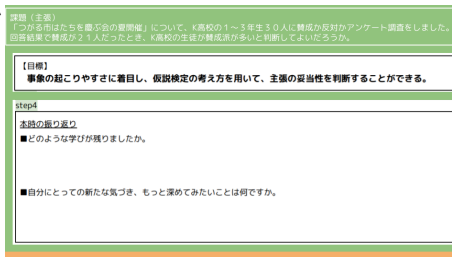 課題（主張）
「つがる市はたちを慶ぶ会の夏開催」について、K高校の１～３年生３０人に賛成か反対かアンケート調査をしました。
回答結果で賛成が２１人だったとき、K高校の生徒が賛成派が多いと判断してよいだろうか。
【目標】
事象の起こりやすさに着目し、仮説検定の考え方を用いて、主張の妥当性を判断することができる。
step4
本時の振り返り
■どのような学びが残りましたか。
■自分にとっての新たな気づき、もっと深めてみたいことは何ですか。